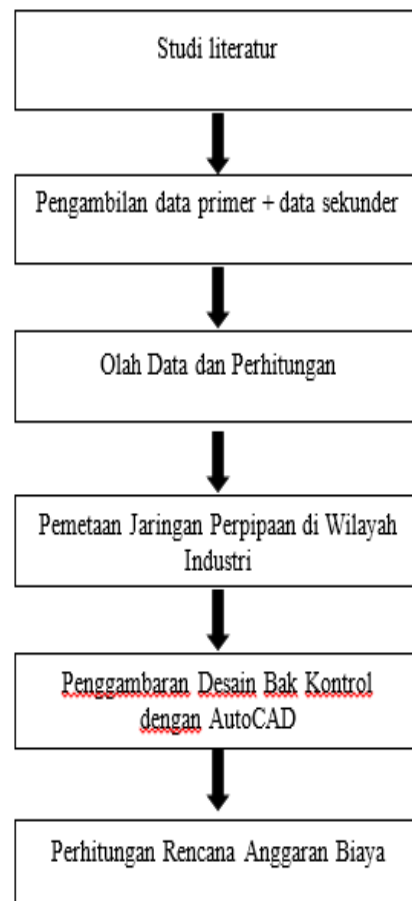 Studi literatur
Pengambilan data primer + data sekunder
Olah Data dan Perhitungan
Pemetaan Jaringan Perpipaan di Wilayah
Industri
Penggambaran Desain Bak Kontrol
dengan AutoCAD
Perhitungan Rencana Anggaran Biaya